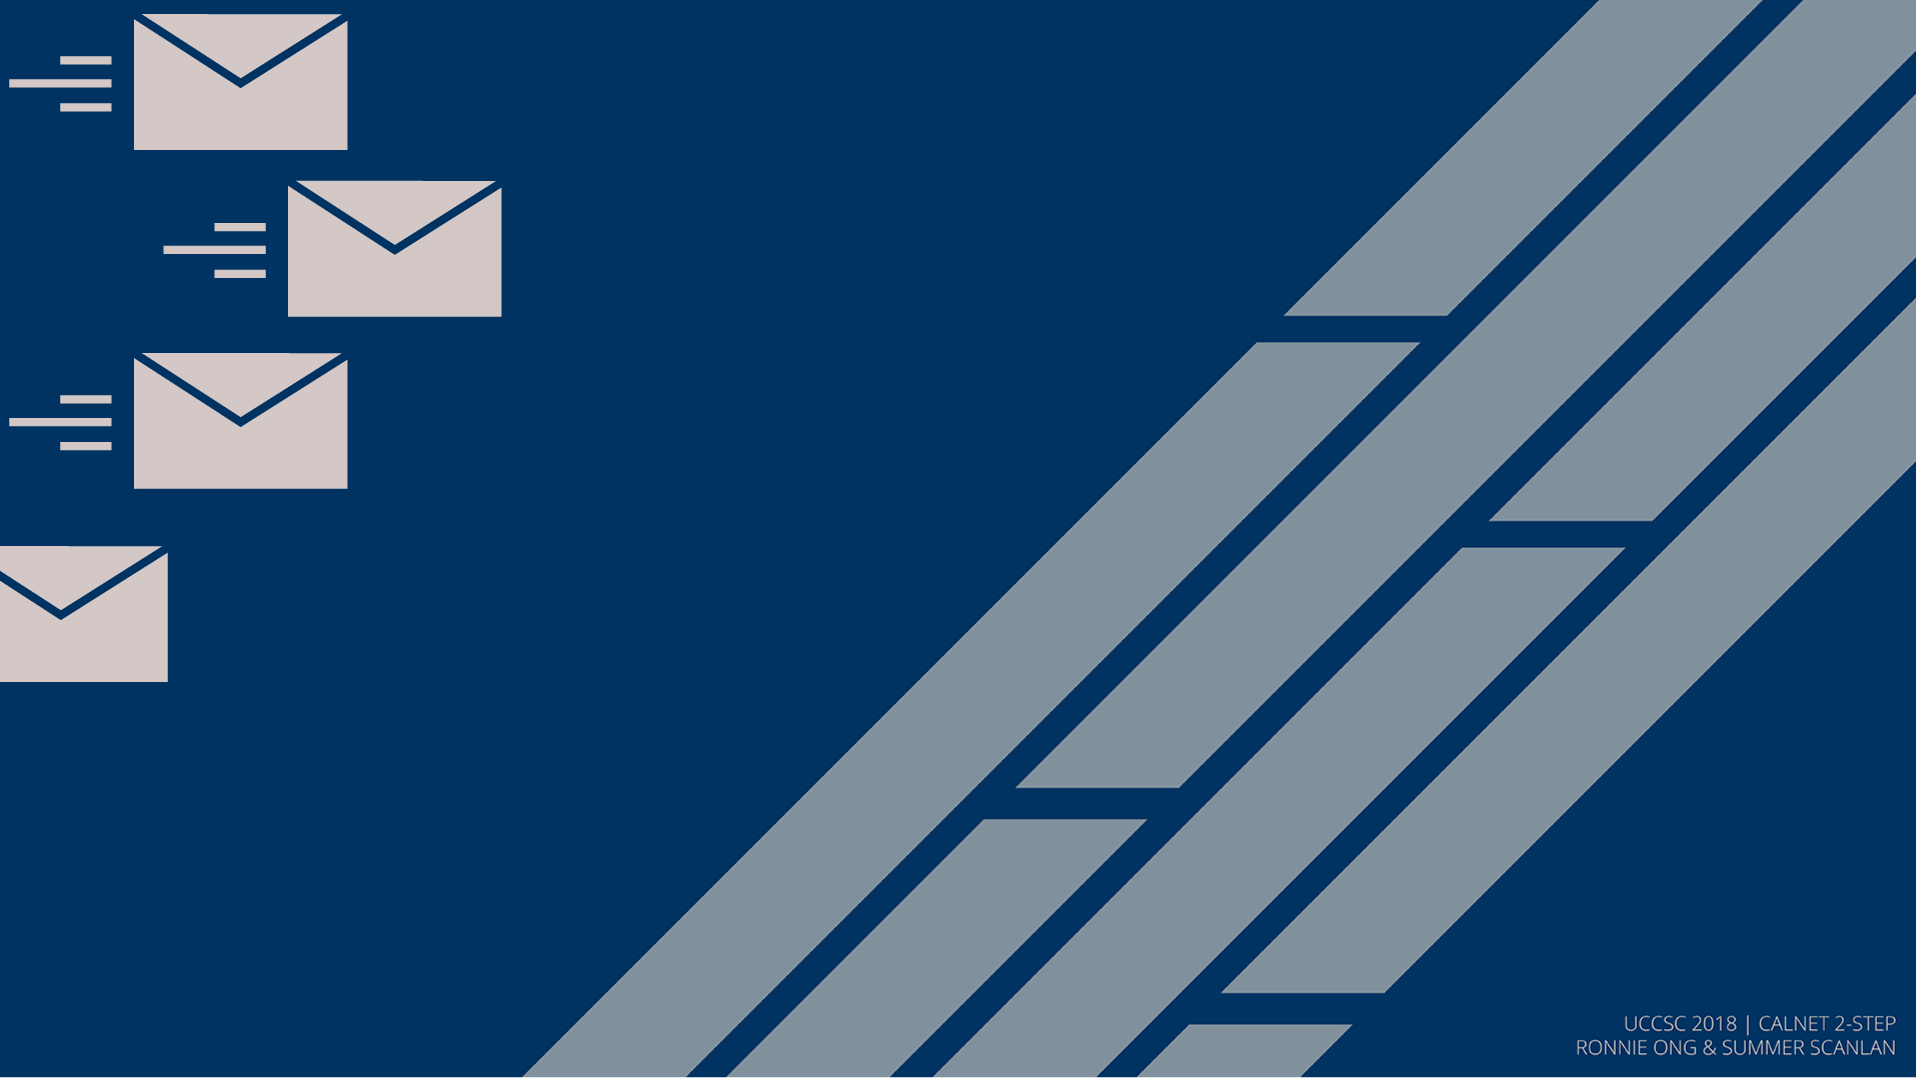 UCCSC 2018 | CALNET 2-STEP
RONNIE ONG & SUMMER SCANLAN